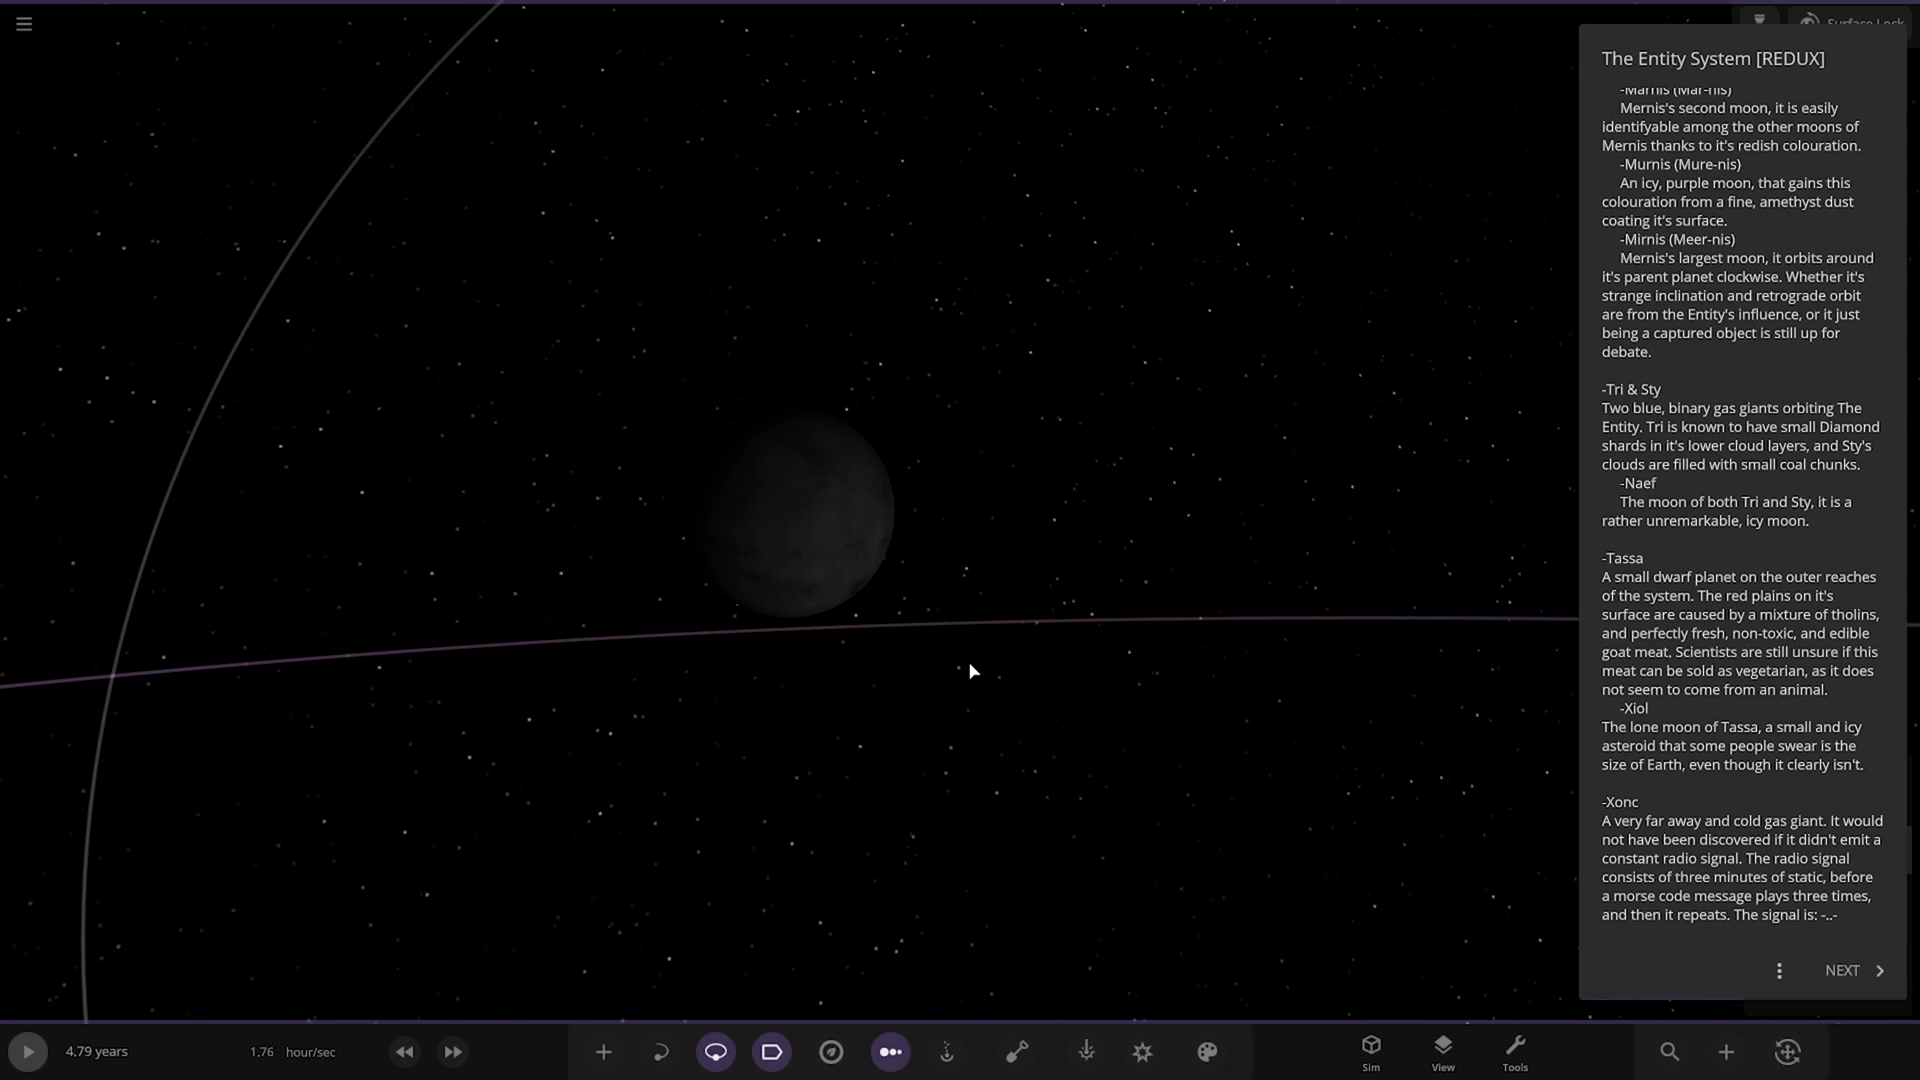 Surface Lock
The Entity System [REDUX]
-Marnis (Mar-nis)
Mernis's second moon, it is easily
identifyable among the other moons of
Mernis thanks to it's redish colouration.
-Murnis (Mure-nis)
An icy, purple moon, that gains this
colouration from a fine, amethyst dust
coating it's surface.
-Mirnis (Meer-nis)
Mernis's largest moon, it orbits around
it's parent planet clockwise. Whether it's
strange inclination and retrograde orbit
are from the Entity's influence, or it just
being a captured object is still up for
debate.
-Tri & Sty
Two blue, binary gas giants orbiting The
Entity. Tri is known to have small Diamond
shards in it's lower cloud layers, and Sty's
clouds are filled with small coal chunks.
-Naef
The moon of both Tri and Sty, it is a
rather unremarkable, icy moon.
-Tassa
A small dwarf planet on the outer reaches
of the system. The red plains on it's
surface are caused by a mixture of tholins,
and perfectly fresh, non-toxic, and edible
goat meat. Scientists are still unsure if this
meat can be sold as vegetarian, as it does
not seem to come from an animal.
-Xiol
The lone moon of Tassa, a small and icy
asteroid that some people swear is the
size of Earth, even though it clearly isn't.
-Xonc
A very far away and cold gas giant. It would
not have been discovered if it didn't emit a
constant radio signal. The radio signal
consists of three minutes of static, before
a morse code message plays three times,
and then it repeats. The signal is: -..-
NEXT
4.79 years
1.76 hour/sec
Sim
View
Tools